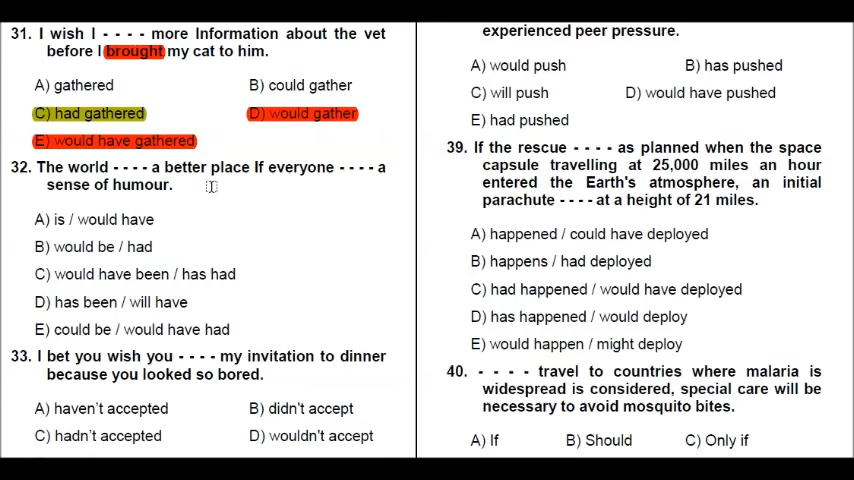 31. I wish I - - - - more Information about the vet
before I brought my cat to him.
A) gathered B) could gather
C) had gathered D) would gather
E) would have gathered
32. The world - - - - a better place If everyone - - - - a
sense of humour.
A) is / would have
B) would be / had
C) would have been / has had
D) has been / will have
E) could be / would have had
33. I bet you wish you - - - - my invitation to dinner
because you looked so bored.
A) haven't accepted B) didn't accept
C) hadn't accepted D) wouldn't accept
experienced peer pressure.
A) would push B) has pushed
C) will push D) would have pushed
E) had pushed
39. If the rescue - - - - as planned when the space
capsule travelling at 25,000 miles an hour
entered the Earth's atmosphere, an initial
parachute - - - - at a height of 21 miles.
A) happened / could have deployed
B) happens / had deployed
C) had happened / would have deployed
D) has happened / would deploy
E) would happen / might deploy
40. - - - - travel to countries where malaria is
widespread is considered, special care will be
necessary to avoid mosquito bites.
A) If B) Should C) Only if